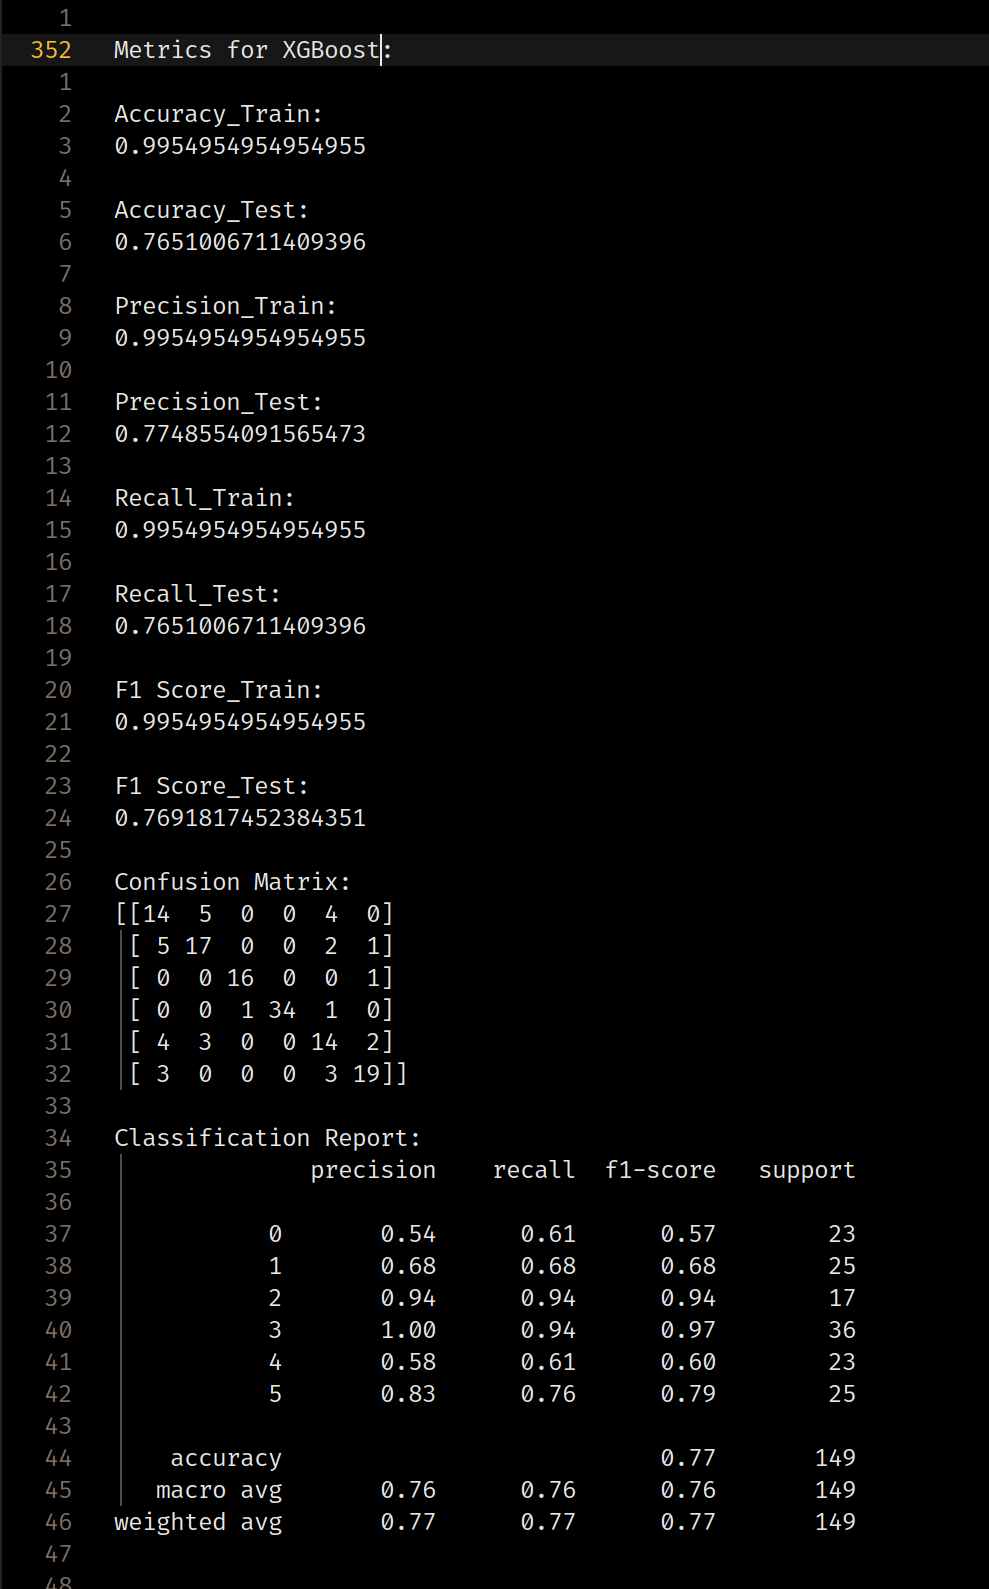 1
352 Metrics for XGBoost:
1
2 Accuracy_Train:
3 0.9954954954954955
4
5 Accuracy_Test:
6 0.7651006711409396
7
8 Precision_Train:
9 0.9954954954954955
10
11 Precision_Test:
12 0.7748554091565473
13
14 Recall_Train:
15 0.9954954954954955
16
17 Recall_Test:
18 0.7651006711409396
19
20 F1 Score_Train:
21 0.9954954954954955
22
23 F1 Score_Test:
24 0.7691817452384351
25
26 Confusion Matrix:
27 [[14  5  0  0  4  0]
28  [ 5 17  0  0  2  1]
29  [ 0  0 16  0  0  1]
30  [ 0  0  1 34  1  0]
31  [ 4  3  0  0 14  2]
32  [ 3  0  0  0  3 19]]
33
34 Classification Report:
35               precision    recall  f1-score   support
36
37            0       0.54      0.61      0.57        23
38            1       0.68      0.68      0.68        25
39            2       0.94      0.94      0.94        17
40            3       1.00      0.94      0.97        36
41            4       0.58      0.61      0.60        23
42            5       0.83      0.76      0.79        25
43
44     accuracy                           0.77       149
45    macro avg       0.76      0.76      0.76       149
46 weighted avg       0.77      0.77      0.77       149
47
48